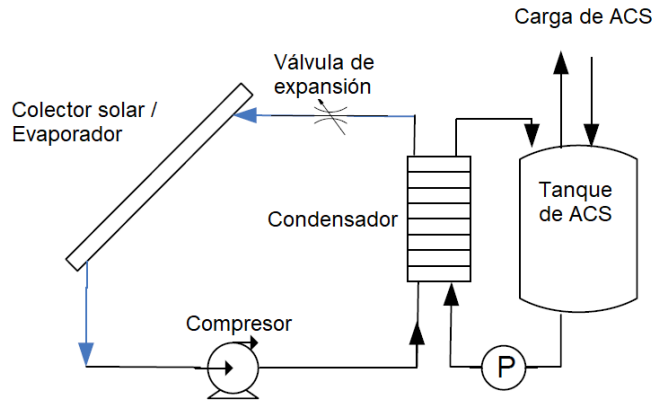 Carga de ACS
Válvula de
expansión
Colector solar /
Evaporador
Condensador
Tanque
de ACS
Compresor
P